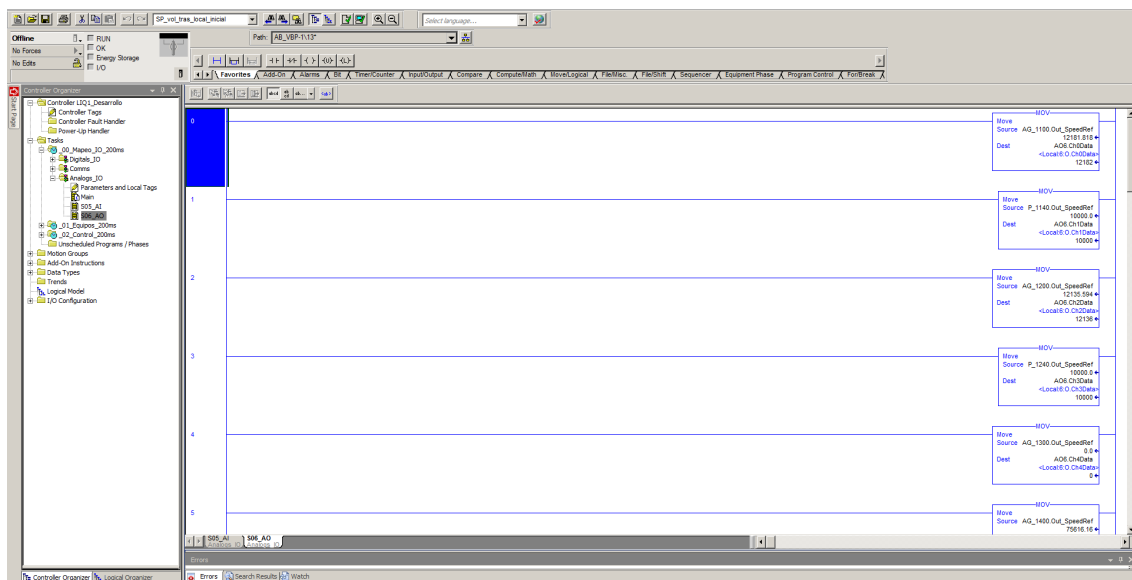 SP_vol_tras_local_inicial
Select language...
Offline
RUN
No Forces
OK
No Edits
Energy Storage
I/O
Path: AB_VBP-1\13*
Favorites
Add-On
Alarms
Bit
Timer/Counter
Input/Output
Compare
Compute/Math
Move/Logical
File/Misc.
File/Shift
Sequencer
Equipment Phase
Program Control
For/Break
Start Page
Controller Organizer
Controller LIQ1_Desarrollo
Controller Tags
Controller Fault Handler
Power-Up Handler
Tasks
_00_Mapeo_IO_200ms
Digitals_IO
Comms
Analogs_IO
Parameters and Local Tags
Main
S05_AI
S06_AO
_01_Equipos_200ms
_02_Control_200ms
Unscheduled Programs / Phases
Motion Groups
Add-On Instructions
Data Types
Trends
Logical Model
I/O Configuration
0
MOV
Move
Source AG_1100.Out_SpeedRef
12181.818
Dest AO6.Ch0Data
<Local:6:O.Ch0Data>
12182
1
MOV
Move
Source P_1140.Out_SpeedRef
10000.0
Dest AO6.Ch1Data
<Local:6:O.Ch1Data>
10000
2
MOV
Move
Source AG_1200.Out_SpeedRef
12135.594
Dest AO6.Ch2Data
<Local:6:O.Ch2Data>
12136
3
MOV
Move
Source P_1240.Out_SpeedRef
10000.0
Dest AO6.Ch3Data
<Local:6:O.Ch3Data>
10000
4
MOV
Move
Source AG_1300.Out_SpeedRef
0.0
Dest AO6.Ch4Data
<Local:6:O.Ch4Data>
0
5
MOV
Move
Source AG_1400.Out_SpeedRef
75616.16
S05_AI
Analogs_IO
S06_AO
Analogs_IO
Errors
Controller Organizer
Logical Organizer
Errors
Search Results
Watch